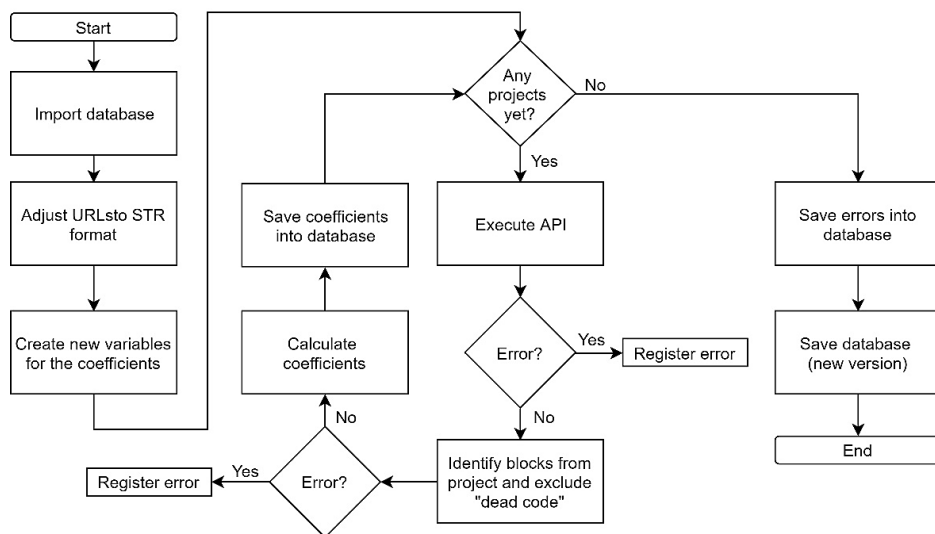 Start
Import database
Adjust URLsto STR
format
Create new variables
for the coefficients
Any
projects
yet?
No
Yes
Execute API
Error?
Yes
Register error
No
Identify blocks from
project and exclude
"dead code"
Error?
Yes
Register error
No
Calculate
coefficients
Save coefficients
into database
Save errors into
database
Save database
(new version)
End